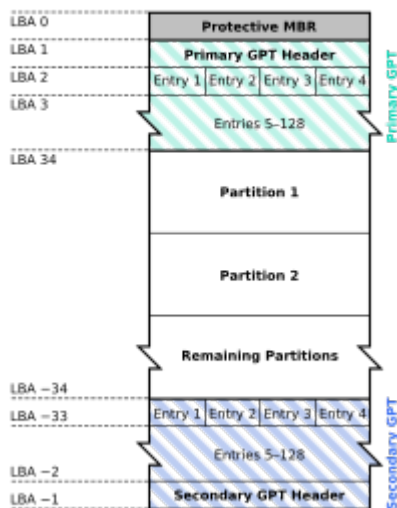 LBA 0
Protective MBR
LBA 1
Primary GPT Header
LBA 2
Entry 1 Entry 2 Entry 3 Entry 4
LBA 3
Entries 5–128
Primary GPT
LBA 34
Partition 1
Partition 2
Remaining Partitions
LBA −34
LBA −33
Entry 1 Entry 2 Entry 3 Entry 4
Entries 5–128
LBA −2
Secondary GPT Header
LBA −1
Secondary GPT